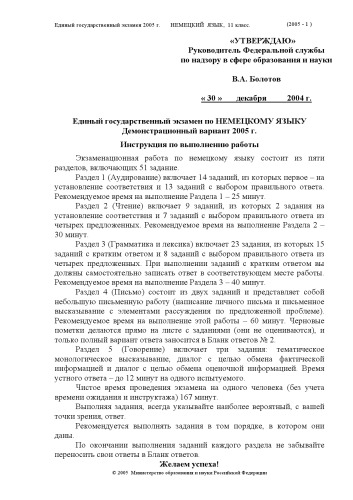 Единый государственный экзамен 2005 г. НЕМЕЦКИЙ ЯЗЫК, 11 класс. (2005 - 1 )
«УТВЕРЖДАЮ»
Руководитель Федеральной службы
по надзору в сфере образования и науки
В.А. Болотов
« 30 » декабря 2004 г.
Единый государственный экзамен по НЕМЕЦКОМУ ЯЗЫКУ
Демонстрационный вариант 2005 г.
Инструкция по выполнению работы
Экзаменационная работа по немецкому языку состоит из пяти
разделов, включающих 51 задание.
Раздел 1 (Аудирование) включает 14 заданий, из которых первое – на
установление соответствия и 13 заданий с выбором правильного ответа.
Рекомендуемое время на выполнение Раздела 1 – 25 минут.
Раздел 2 (Чтение) включает 9 заданий, из которых 2 задания на
установление соответствия и 7 заданий с выбором правильного ответа из
четырех предложенных. Рекомендуемое время на выполнение Раздела 2 –
30 минут.
Раздел 3 (Грамматика и лексика) включает 23 задания, из которых 15
заданий с кратким ответом и 8 заданий с выбором правильного ответа из
четырех предложенных. При выполнении заданий с кратким ответом вы
должны самостоятельно записать ответ в соответствующем месте работы.
Рекомендуемое время на выполнение Раздела 3 – 40 минут.
Раздел 4 (Письмо) состоит из двух заданий и представляет собой
небольшую письменную работу (написание личного письма и письменное
высказывание с элементами рассуждения по предложенной проблеме).
Рекомендуемое время на выполнение этой работы – 60 минут. Черновые
пометки делаются прямо на листе с заданиями (они не оцениваются), и
только полный вариант ответа заносится в Бланк ответов № 2.
Раздел 5 (Говорение) включает три задания: тематическое
монологическое высказывание, диалог с целью обмена фактической
информацией и диалог с целью обмена оценочной информацией. Время
устного ответа – до 12 минут на одного испытуемого.
Чистое время проведения экзамена на одного человека (без учета
времени ожидания и инструктажа) 167 минут.
Выполняя задания, всегда указывайте наиболее вероятный, с вашей
точки зрения, ответ.
Рекомендуется выполнять задания в том порядке, в котором они
даны.
По окончании выполнения заданий каждого раздела не забывайте
переносить свои ответы в Бланк ответов.
Желаем успеха!
© 2005 Министерство образования и науки Российской Федерации